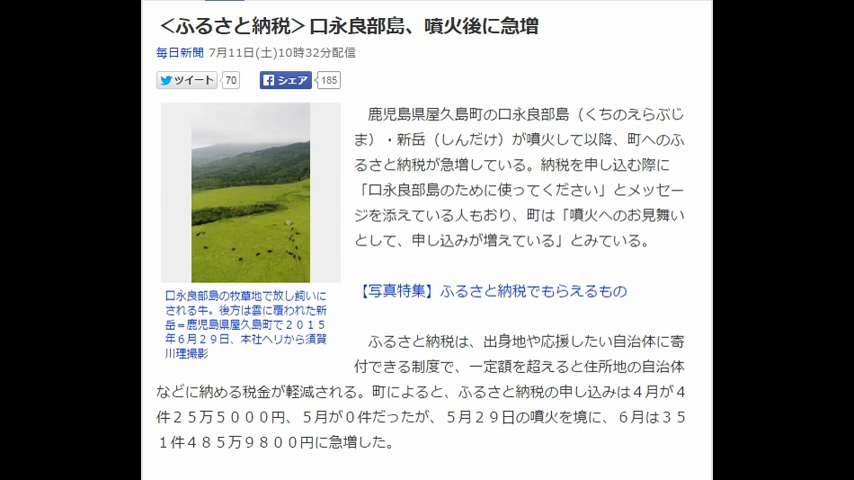 ＜ふるさと納税＞口永良部島、噴火後に急増
毎日新聞 7月11日(土)10時32分配信
ツイート 70 シェア 185
鹿児島県屋久島町の口永良部島（くちのえらぶじ
ま）・新岳（しんだけ）が噴火して以降、町へのふ
るさと納税が急増している。納税を申し込む際に
「口永良部島のために使ってください」とメッセー
ジを添えている人もおり、町は「噴火へのお見舞い
として、申し込みが増えている」とみている。
【写真特集】ふるさと納税でもらえるもの
口永良部島の牧草地で放し飼いに
される牛。後方は雲に覆われた新
岳＝鹿児島県屋久島町で２０１５
年６月２９日、本社ヘリから須賀
川理撮影
ふるさと納税は、出身地や応援したい自治体に寄
付できる制度で、一定額を超えると住所地の自治体
などに納める税金が軽減される。町によると、ふるさと納税の申し込みは４月が４
件２５万５０００円、５月が０件だったが、５月２９日の噴火を境に、６月は３５
１件４８５万９８００円に急増した。